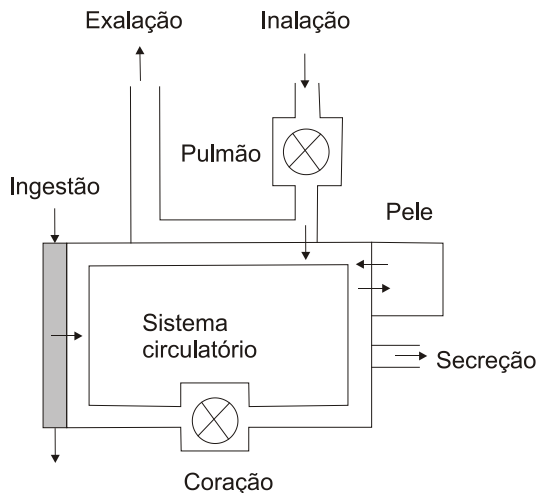 Exalação
Inalação
Pulmão
Ingestão
Pele
Sistema
circulatório
Secreção
Coração